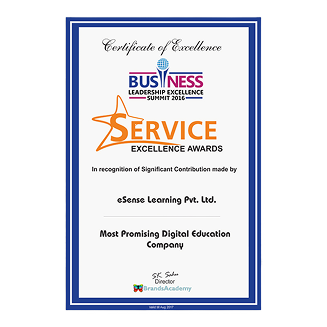 Certificate of Excellence
BUSINESS
LEADERSHIP EXCELLENCE
SUMMIT 2016
SERVICE
EXCELLENCE AWARDS
In recognition of Significant Contribution made by
eSense Learning Pvt. Ltd.
Most Promising Digital Education
Company
Director
BrandsAcademy